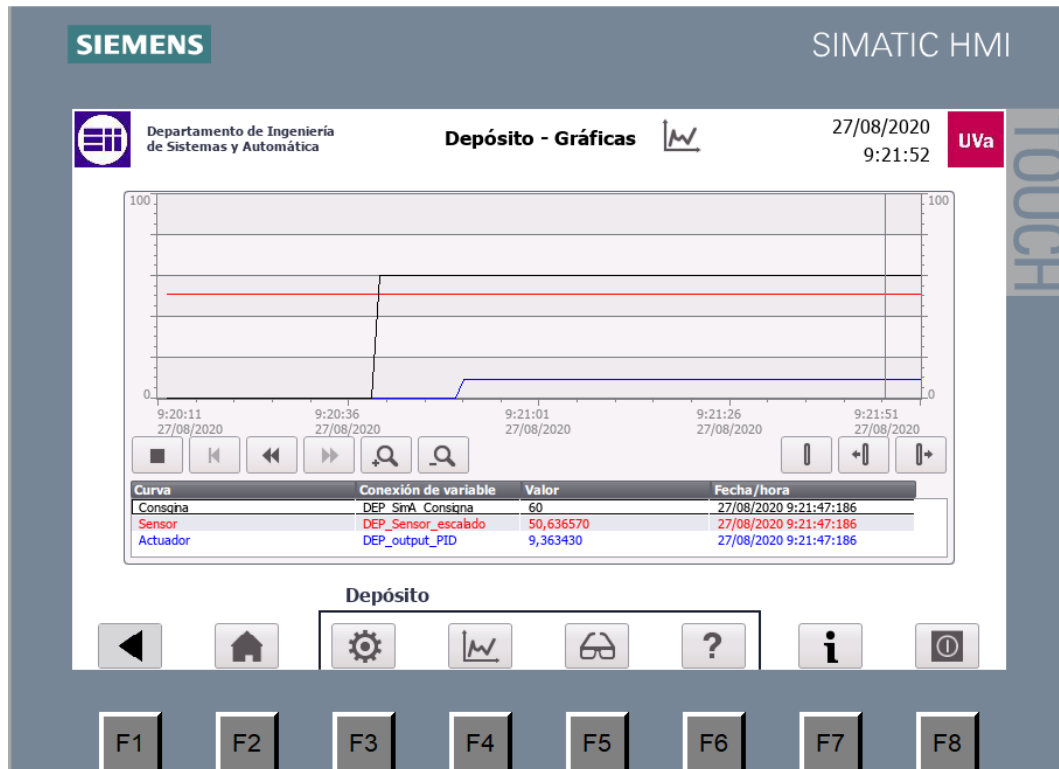 SIEMENS
SIMATIC HMI
TOUCH
Departamento de Ingeniería
de Sistemas y Automática
Depósito - Gráficas
27/08/2020
9:21:52
UVa
100
100
0
0
9:20:11
27/08/2020
9:20:36
27/08/2020
9:21:01
27/08/2020
9:21:26
27/08/2020
9:21:51
27/08/2020
Curva Conexión de variable Valor Fecha/hora
Consgina DEP_SimA_Consigna 60 27/08/2020 9:21:47:186
Sensor DEP_Sensor_escalado 50,636570 27/08/2020 9:21:47:186
Actuador DEP_output_PID 9,363430 27/08/2020 9:21:47:186
Depósito
?
i
F1 F2 F3 F4 F5 F6 F7 F8